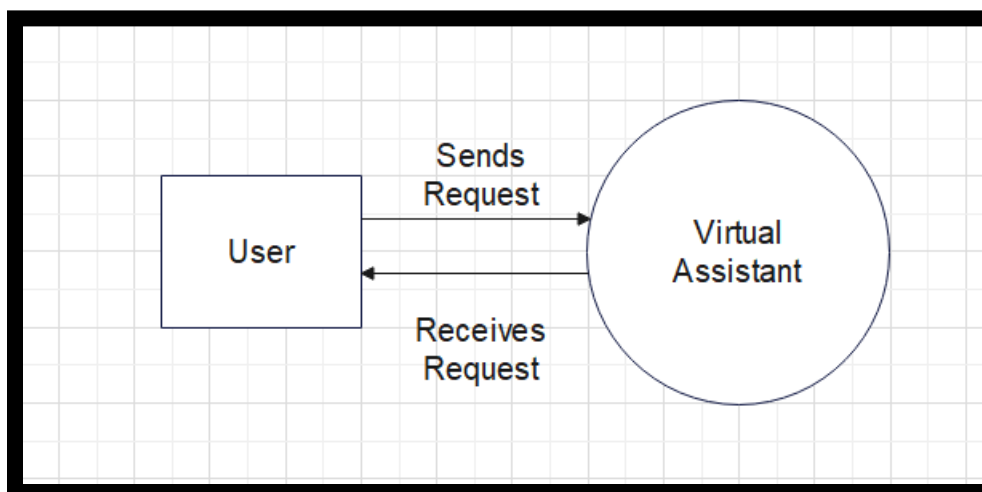 Sends
Request
User
Virtual
Assistant
Receives
Request